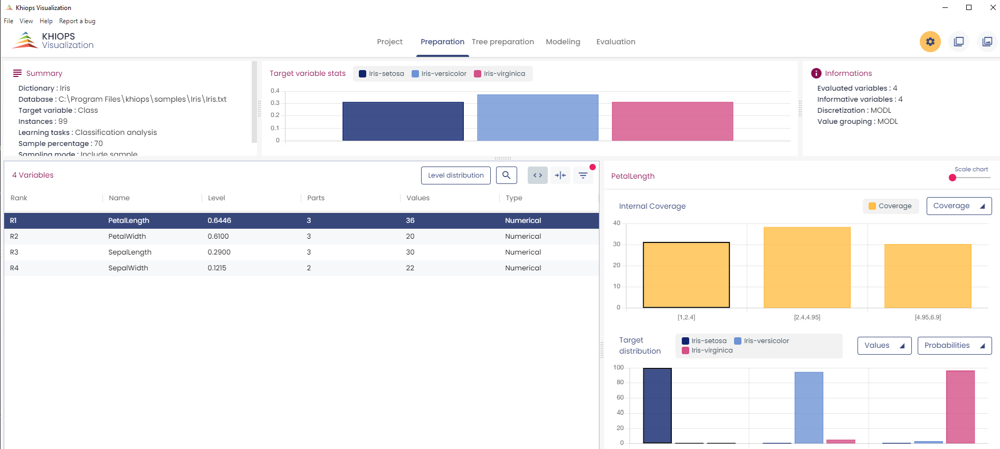 Khiops Visualization
File View Help Report a bug
KHIOPS
Visualization
Project Preparation Tree preparation Modeling Evaluation
Summary
Dictionary : Iris
Database : C:\Program Files\khiops\samples\Iris\Iris.txt
Target variable : Class
Instances : 99
Learning tasks : Classification analysis
Sample percentage : 70
Sampling mode : Include sample
Target variable stats Iris-setosa Iris-versicolor Iris-virginica
0.4
0.3
0.2
0.1
0
Informations
Evaluated variables : 4
Informative variables : 4
Discretization : MODL
Value grouping : MODL
4 Variables Level distribution
Rank Name Level Parts Values Type
R1 PetalLength 0.6446 3 36 Numerical
R2 PetalWidth 0.6100 3 20 Numerical
R3 SepalLength 0.2900 3 30 Numerical
R4 SepalWidth 0.1215 2 22 Numerical
PetalLength Scale chart
Internal Coverage Coverage Coverage
40
30
20
10
0
[1,2.4] [2.4,4.95] [4.95,6.9]
Target
distribution
Iris-setosa Iris-versicolor
Iris-virginica
Values Probabilities
100
80
60
40
20
0